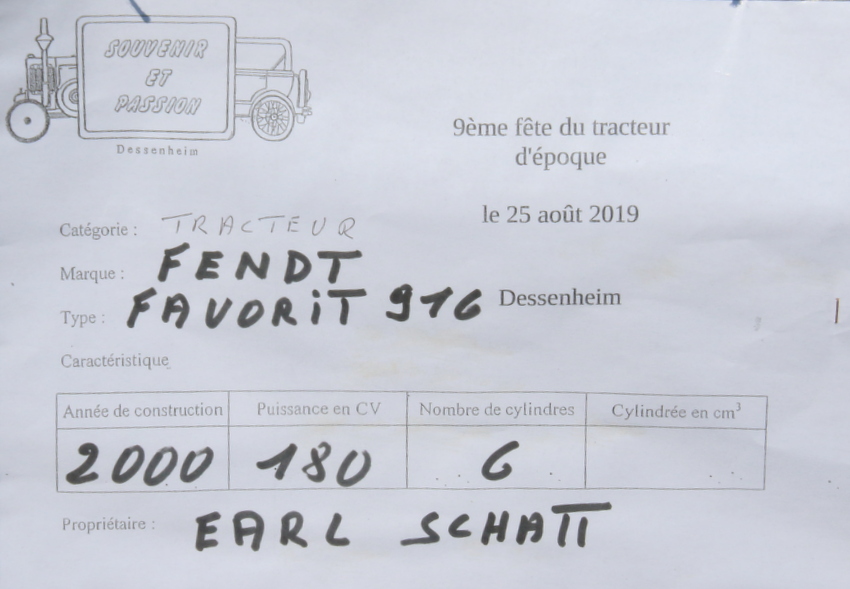 SOUVENIR
ET
PASSION
Dessenheim
9ème fête du tracteur
d'époque
le 25 août 2019
Dessenheim
Catégorie : TRACTEUR
Marque : FENDT
Type : FAVORIT 916
Caractéristique
Année de construction Puissance en CV Nombre de cylindres Cylindrée en cm³
2000 180 6
Propriétaire : EARL SCHATT